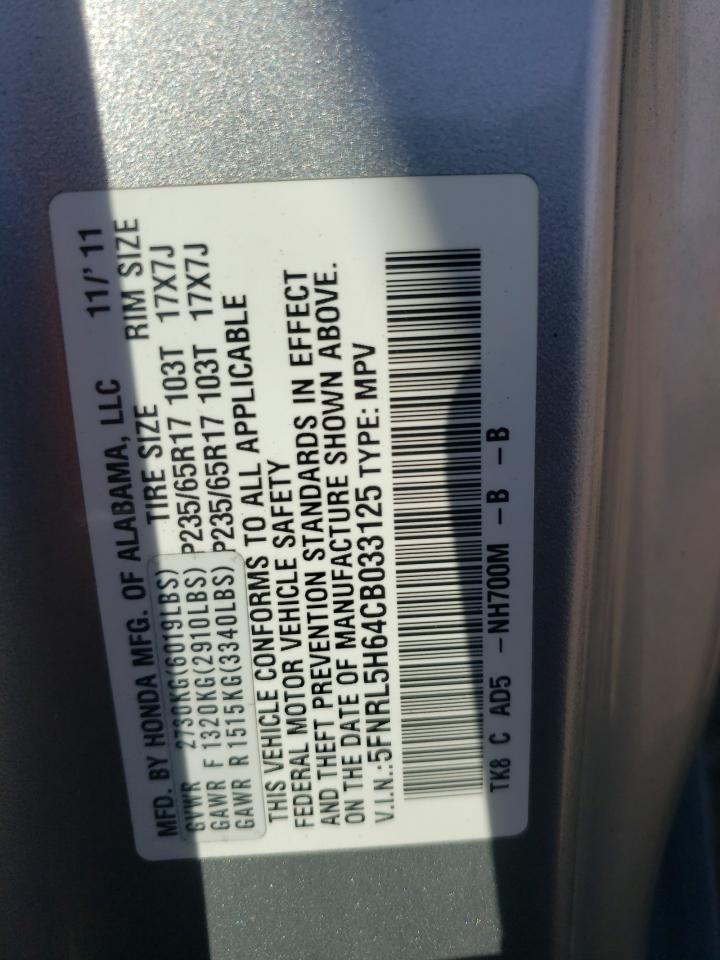 MFD. BY HONDA MFG. OF ALABAMA, LLC 11/' 11
TIRE SIZE RIM SIZE
GVWR 2730KG(6019LBS)
GAWR F 1320KG(2910LBS) P235/65R17 103T 17X7J
GAWR R 1515KG(3340LBS) P235/65R17 103T 17X7J
THIS VEHICLE CONFORMS TO ALL APPLICABLE
FEDERAL MOTOR VEHICLE SAFETY
AND THEFT PREVENTION STANDARDS IN EFFECT
ON THE DATE OF MANUFACTURE SHOWN ABOVE.
V.I.N.:5FNRL5H64CB033125 TYPE: MPV
TK8 C AD5 -NH700M -B -B